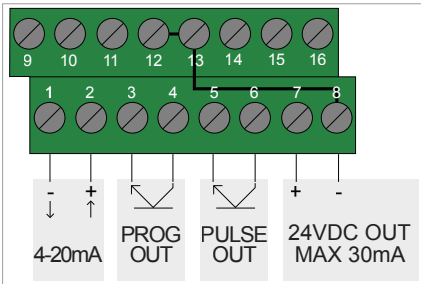 9 10 11 12 13 14 15 16
1 2 3 4 5 6 7 8
- + + -
↓ ↑
4-20mA
PROG
OUT
PULSE
OUT
24VDC OUT
MAX 30mA